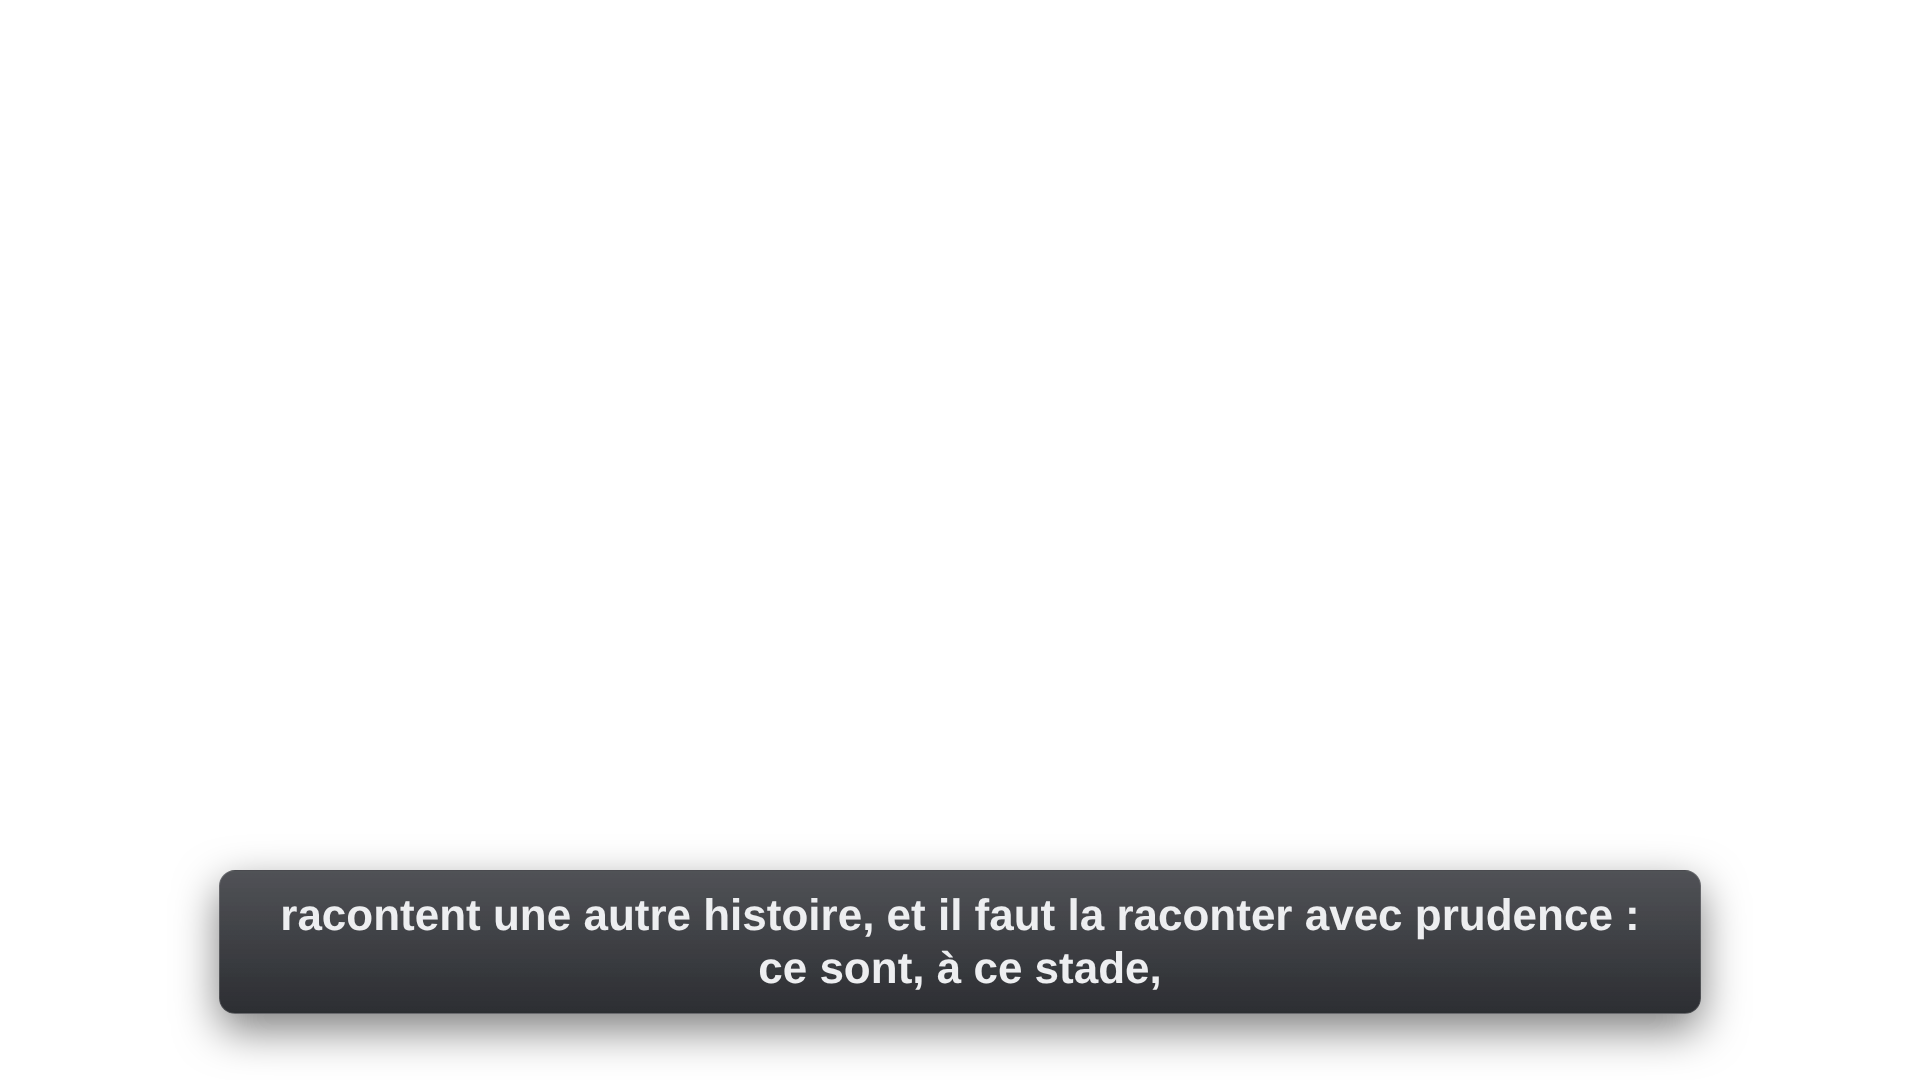 racontent une autre histoire, et il faut la raconter avec prudence :
ce sont, à ce stade,